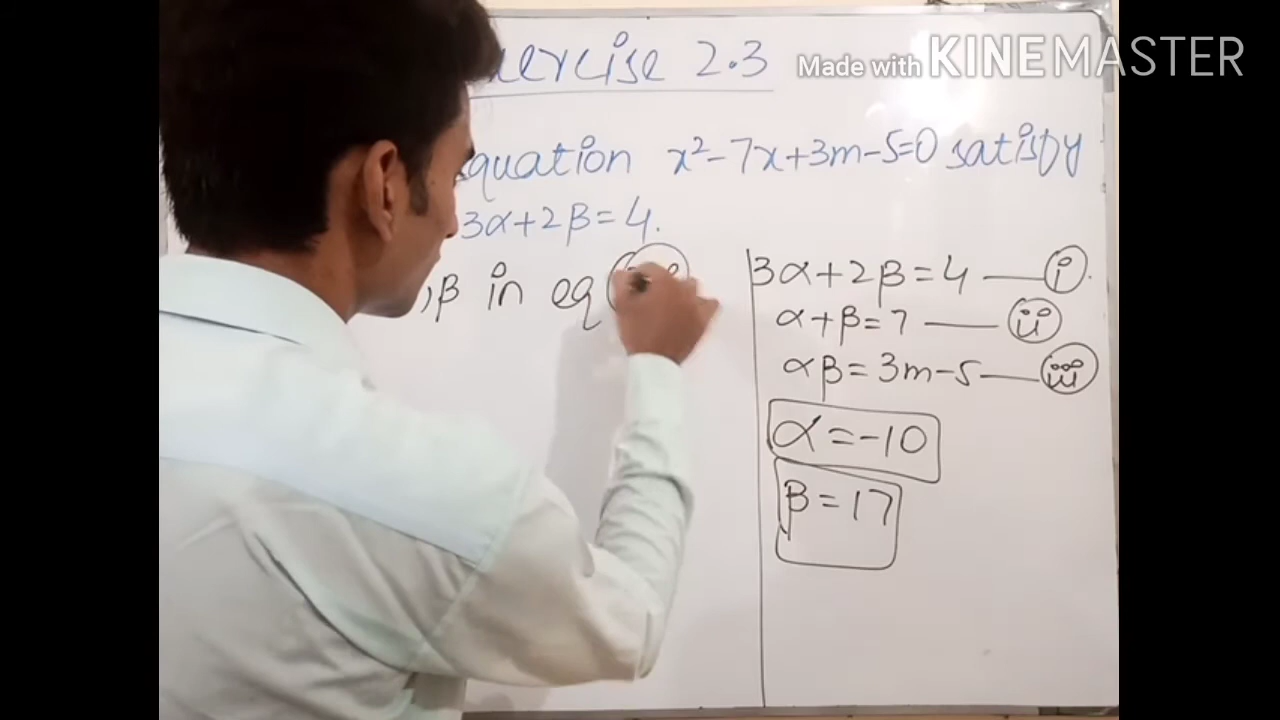 Made with KINEMASTER
ercise 2.3
quation x²-7x+3m-5=0 satisfy
3α+2β=4.
,β in eq
3α+2β=4 — (i).
α+β=7 — (ii)
αβ=3m-5 — (iii)
α=-10
β=17